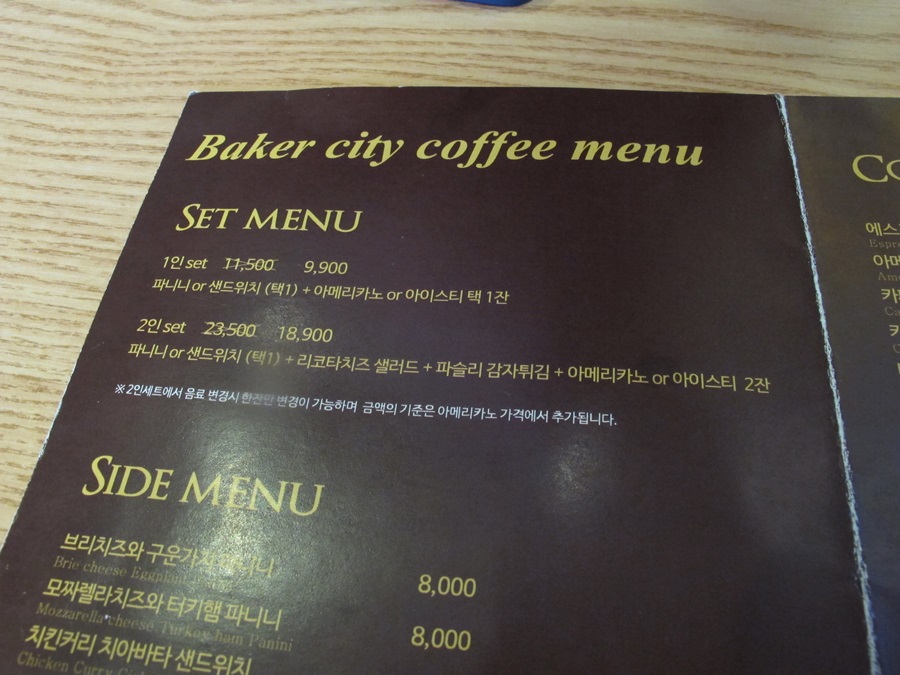 Baker city coffee menu
SET MENU
1인 set 11,500 9,900
파니니 or 샌드위치 (택1) + 아메리카노 or 아이스티 택 1잔
2인 set 23,500 18,900
파니니 or 샌드위치 (택1) + 리코타치즈 샐러드 + 파슬리 감자튀김 + 아메리카노 or 아이스티 2잔
※ 2인세트에서 음료 변경시 한잔만 변경이 가능하며 금액의 기준은 아메리카노 가격에서 추가됩니다.
SIDE MENU
브리치즈와 구운가지 파니니 8,000
Brie cheese Eggplant
모짜렐라치즈와 터키햄 파니니 8,000
Mozzarella cheese Turkey ham Panini
치킨커리 치아바타 샌드위치
Chicken Curry